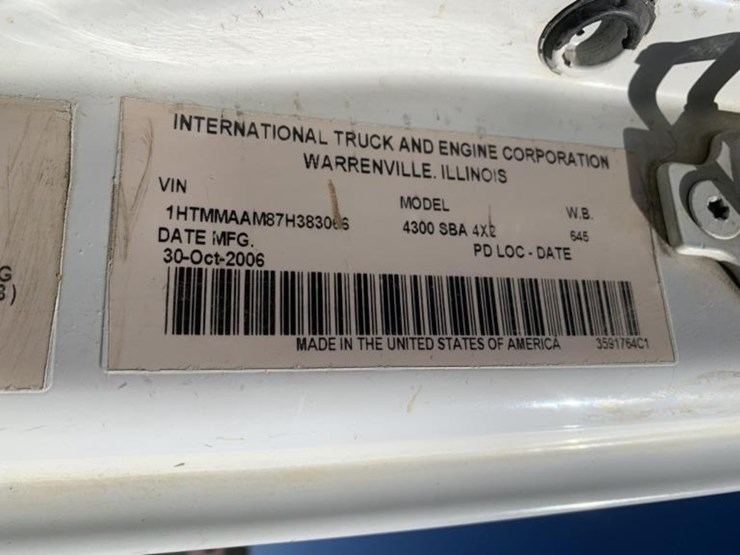 INTERNATIONAL TRUCK AND ENGINE CORPORATION
WARRENVILLE, ILLINOIS
VIN MODEL W.B.
1HTMMAAM87H383066 4300 SBA 4X2 645
DATE MFG. PD LOC - DATE
30-Oct-2006
MADE IN THE UNITED STATES OF AMERICA 3591764C1
G